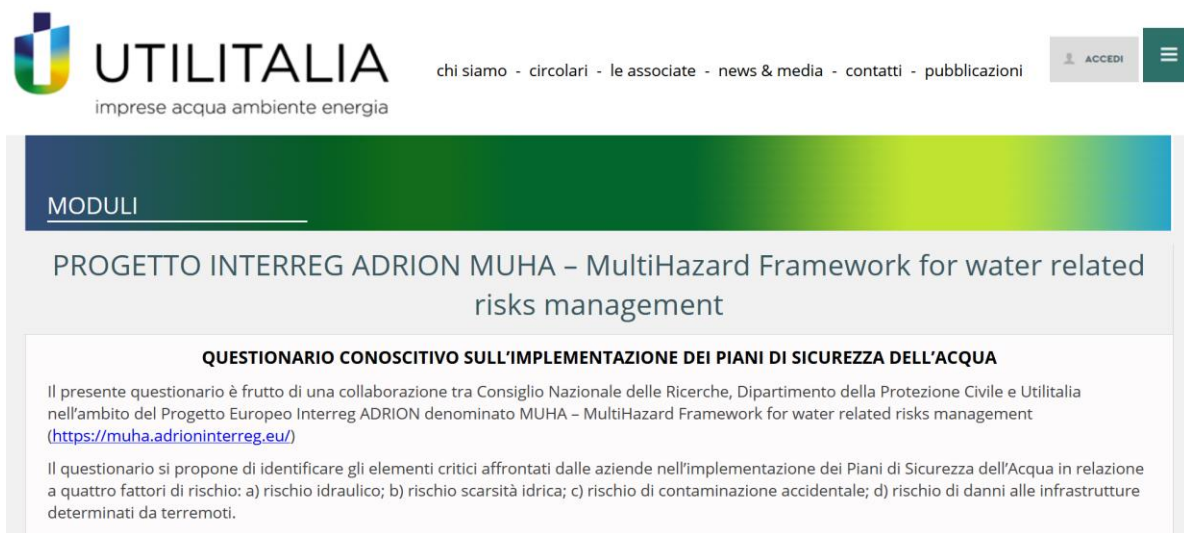 UTILITALIA
imprese acqua ambiente energia
chi siamo - circolari - le associate - news & media - contatti - pubblicazioni
ACCEDI
MODULI
PROGETTO INTERREG ADRION MUHA – MultiHazard Framework for water related
risks management
QUESTIONARIO CONOSCITIVO SULL’IMPLEMENTAZIONE DEI PIANI DI SICUREZZA DELL’ACQUA
Il presente questionario è frutto di una collaborazione tra Consiglio Nazionale delle Ricerche, Dipartimento della Protezione Civile e Utilitalia
nell’ambito del Progetto Europeo Interreg ADRION denominato MUHA – MultiHazard Framework for water related risks management
(https://muha.adrioninterreg.eu/)
Il questionario si propone di identificare gli elementi critici affrontati dalle aziende nell’implementazione dei Piani di Sicurezza dell’Acqua in relazione
a quattro fattori di rischio: a) rischio idraulico; b) rischio scarsità idrica; c) rischio di contaminazione accidentale; d) rischio di danni alle infrastrutture
determinati da terremoti.